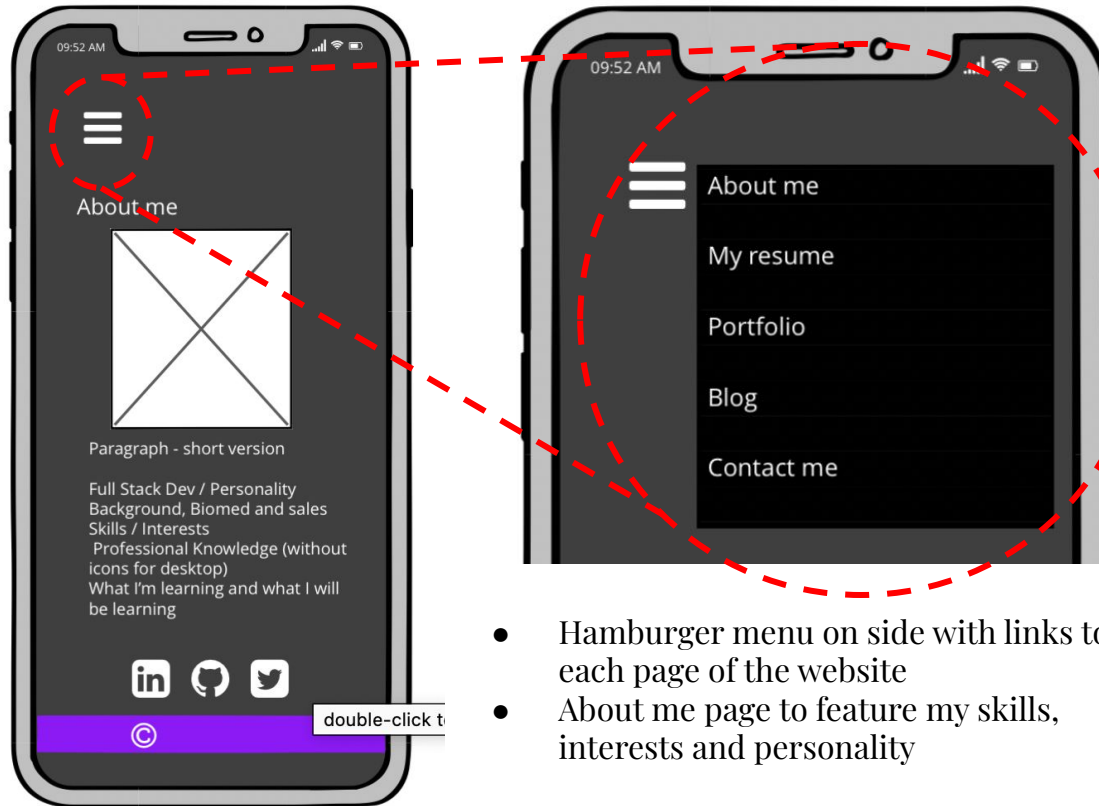 09:52 AM
About me
Paragraph - short version
Full Stack Dev / Personality
Background, Biomed and sales
Skills / Interests
Professional Knowledge (without
icons for desktop)
What I'm learning and what I will
be learning
in
©
double-click t
09:52 AM
About me
My resume
Portfolio
Blog
Contact me
● Hamburger menu on side with links to
each page of the website
● About me page to feature my skills,
interests and personality